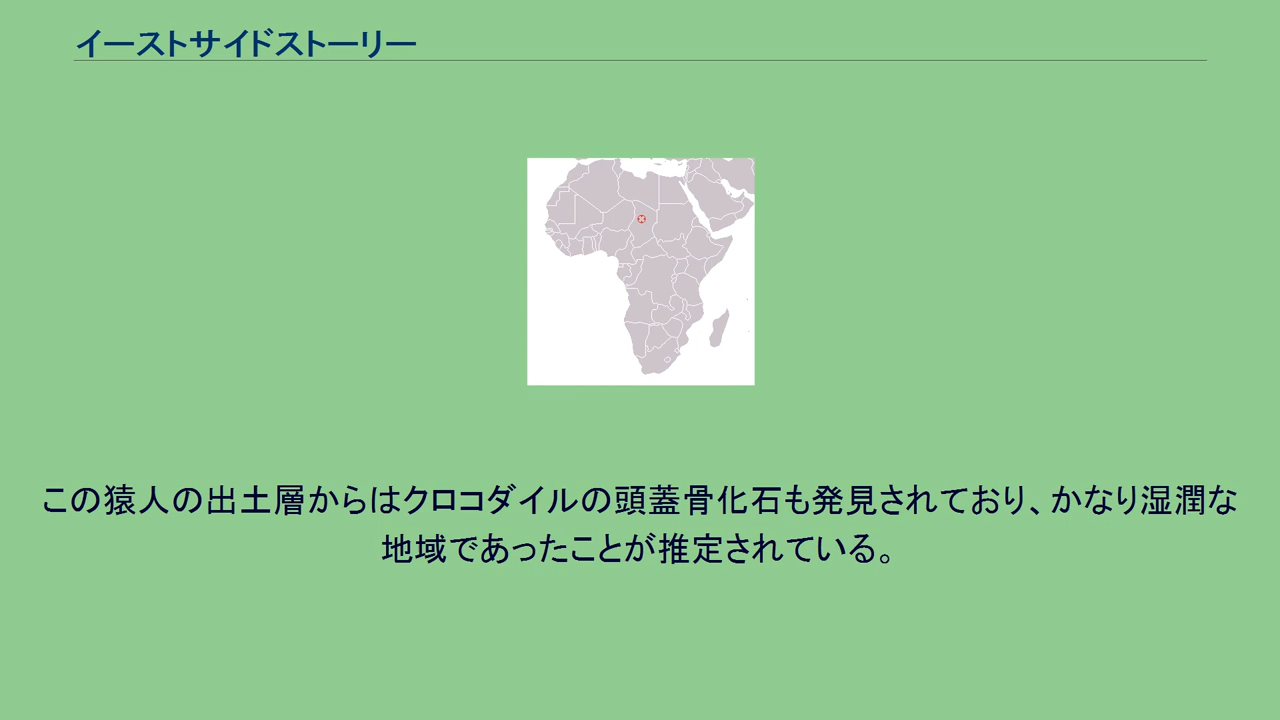 イーストサイドストーリー
この猿人の出土層からはクロコダイルの頭蓋骨化石も発見されており、かなり湿潤な
地域であったことが推定されている。